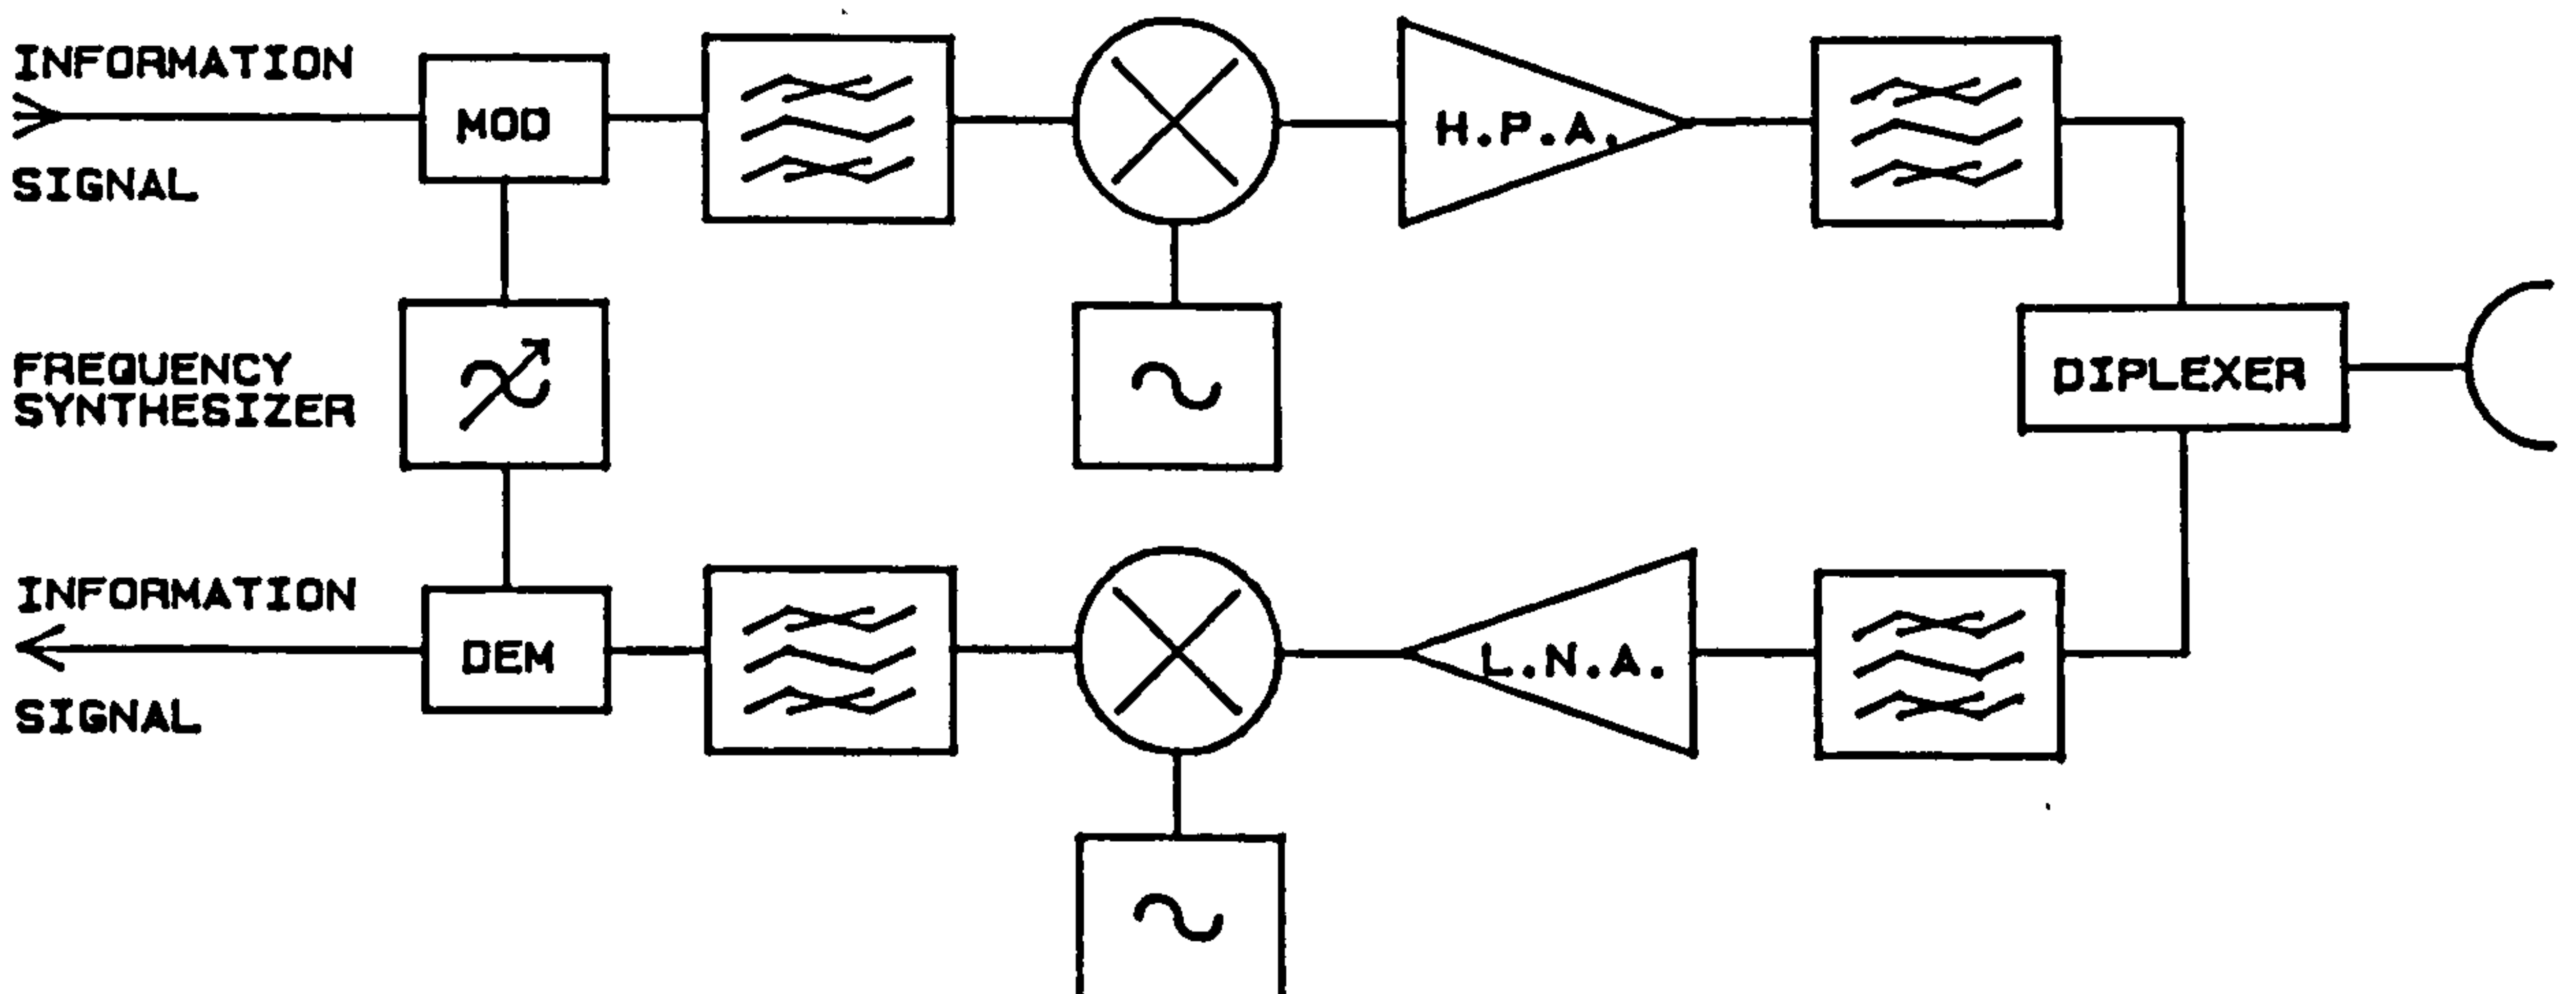 INFORMATION
SIGNAL
MOD
H.P.A.
FREQUENCY
SYNTHESIZER
DIPLEXER
INFORMATION
SIGNAL
DEM
L.N.A.